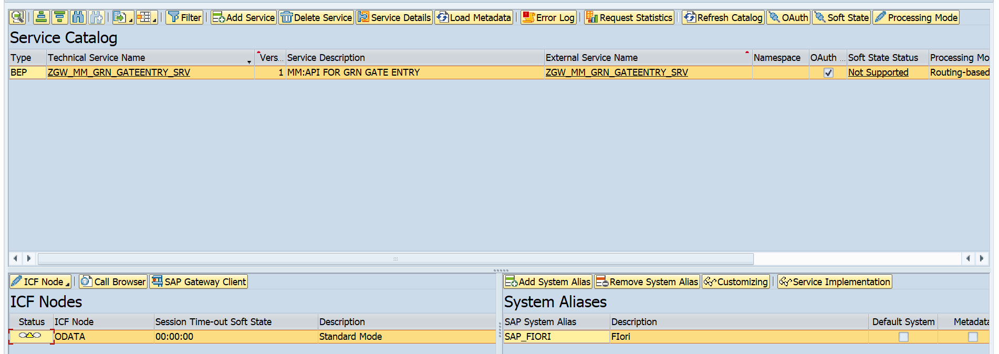 Filter Add Service Delete Service Service Details Load Metadata Error Log Request Statistics Refresh Catalog OAuth Soft State Processing Mode
Service Catalog
Type Technical Service Name Vers... Service Description External Service Name Namespace OAuth ... Soft State Status Processing Mo
BEP ZGW_MM_GRN_GATEENTRY_SRV 1 MM:API FOR GRN GATE ENTRY ZGW_MM_GRN_GATEENTRY_SRV Not Supported Routing-based
ICF Node Call Browser SAP Gateway Client Add System Alias Remove System Alias Customizing Service Implementation
ICF Nodes System Aliases
Status ICF Node Session Time-out Soft State Description SAP System Alias Description Default System Metadata
ODATA 00:00:00 Standard Mode SAP_FIORI FIori